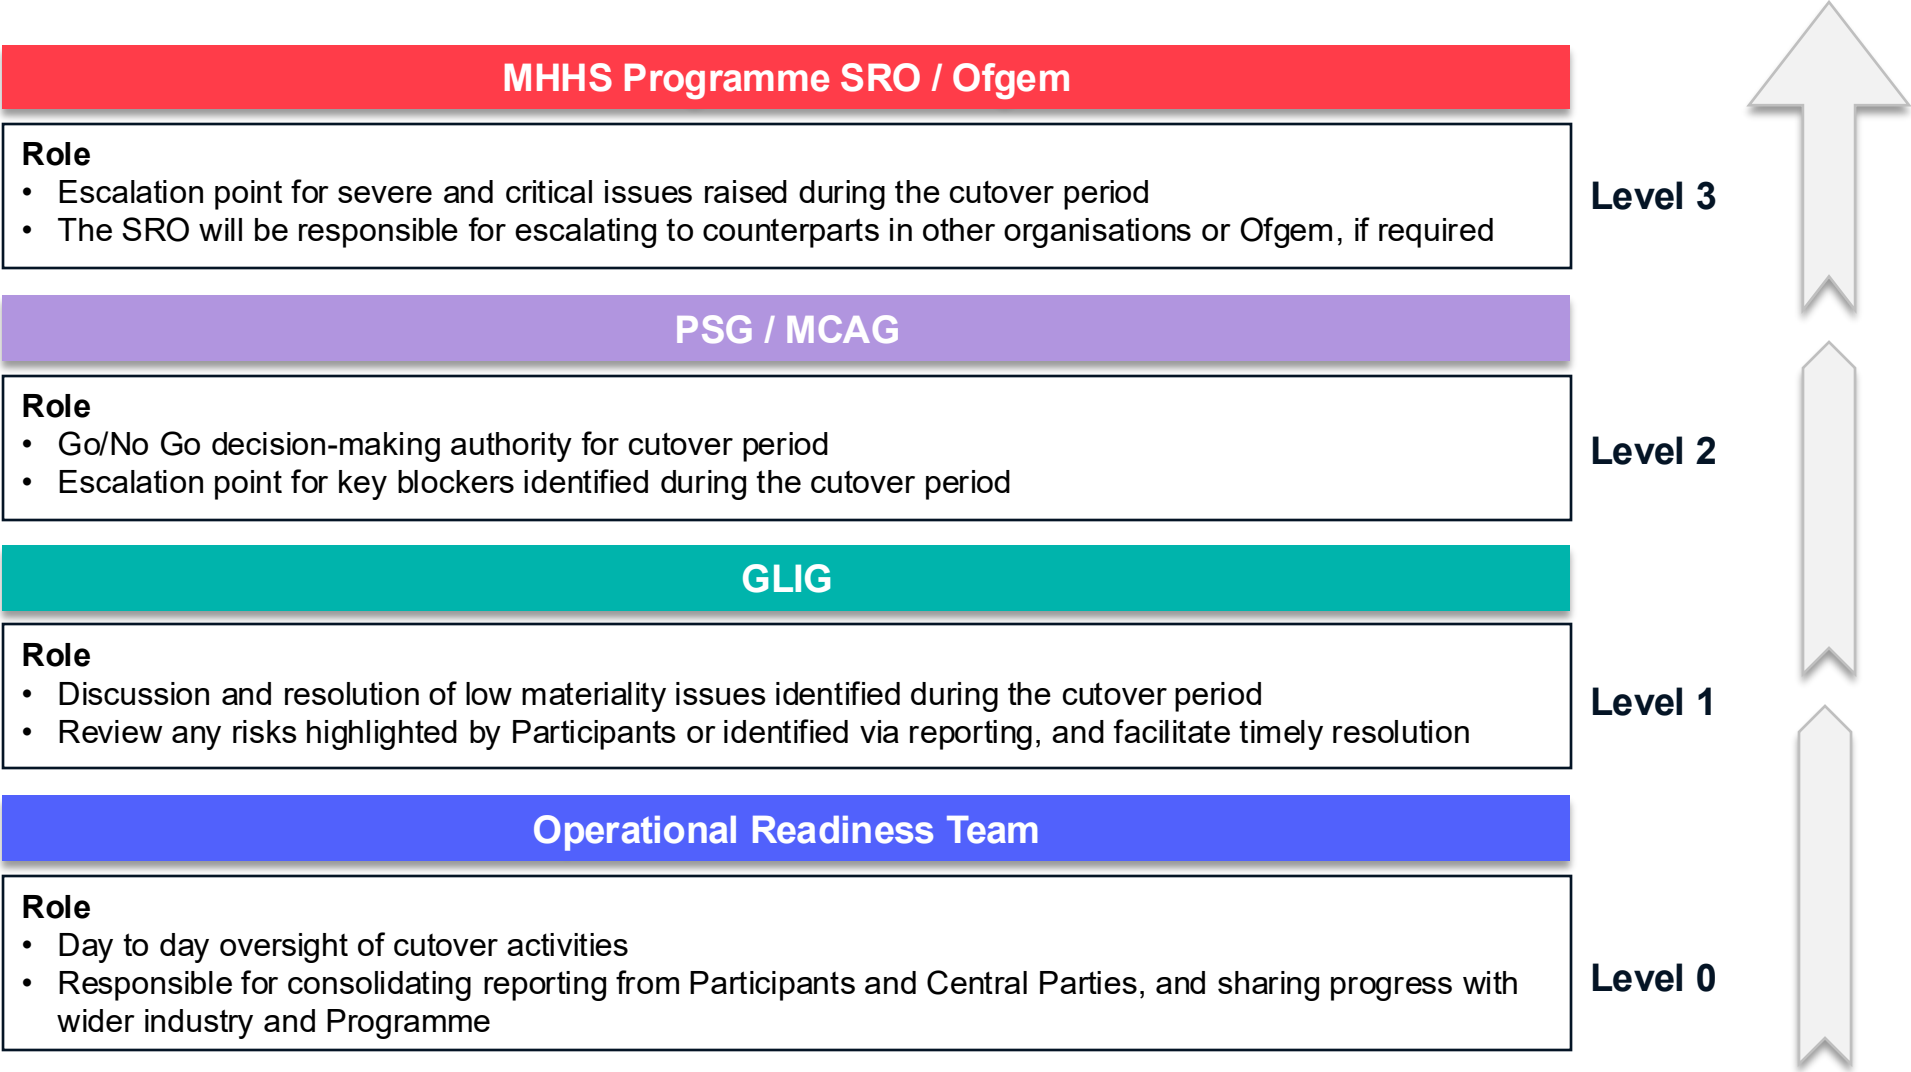 MHHS Programme SRO / Ofgem
Role
• Escalation point for severe and critical issues raised during the cutover period
• The SRO will be responsible for escalating to counterparts in other organisations or Ofgem, if required
Level 3
PSG / MCAG
Role
• Go/No Go decision-making authority for cutover period
• Escalation point for key blockers identified during the cutover period
Level 2
GLIG
Role
• Discussion and resolution of low materiality issues identified during the cutover period
• Review any risks highlighted by Participants or identified via reporting, and facilitate timely resolution
Level 1
Operational Readiness Team
Role
• Day to day oversight of cutover activities
• Responsible for consolidating reporting from Participants and Central Parties, and sharing progress with
wider industry and Programme
Level 0